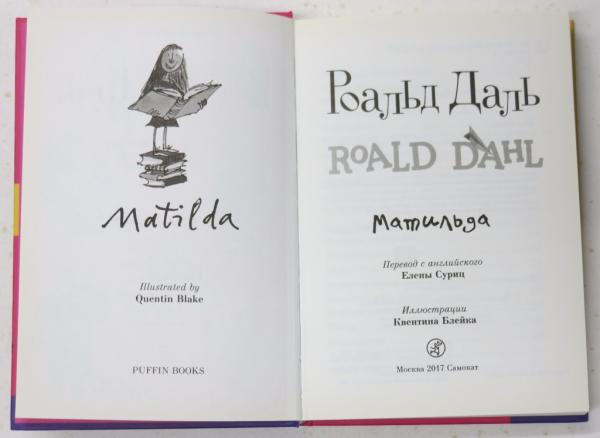 Matilda
Illustrated by
Quentin Blake
PUFFIN BOOKS
Роальд Даль
ROALD DAHL
Матильда
Перевод с английского
Елены Суриц
Иллюстрации
Квентина Блейка
Москва 2017 Самокат